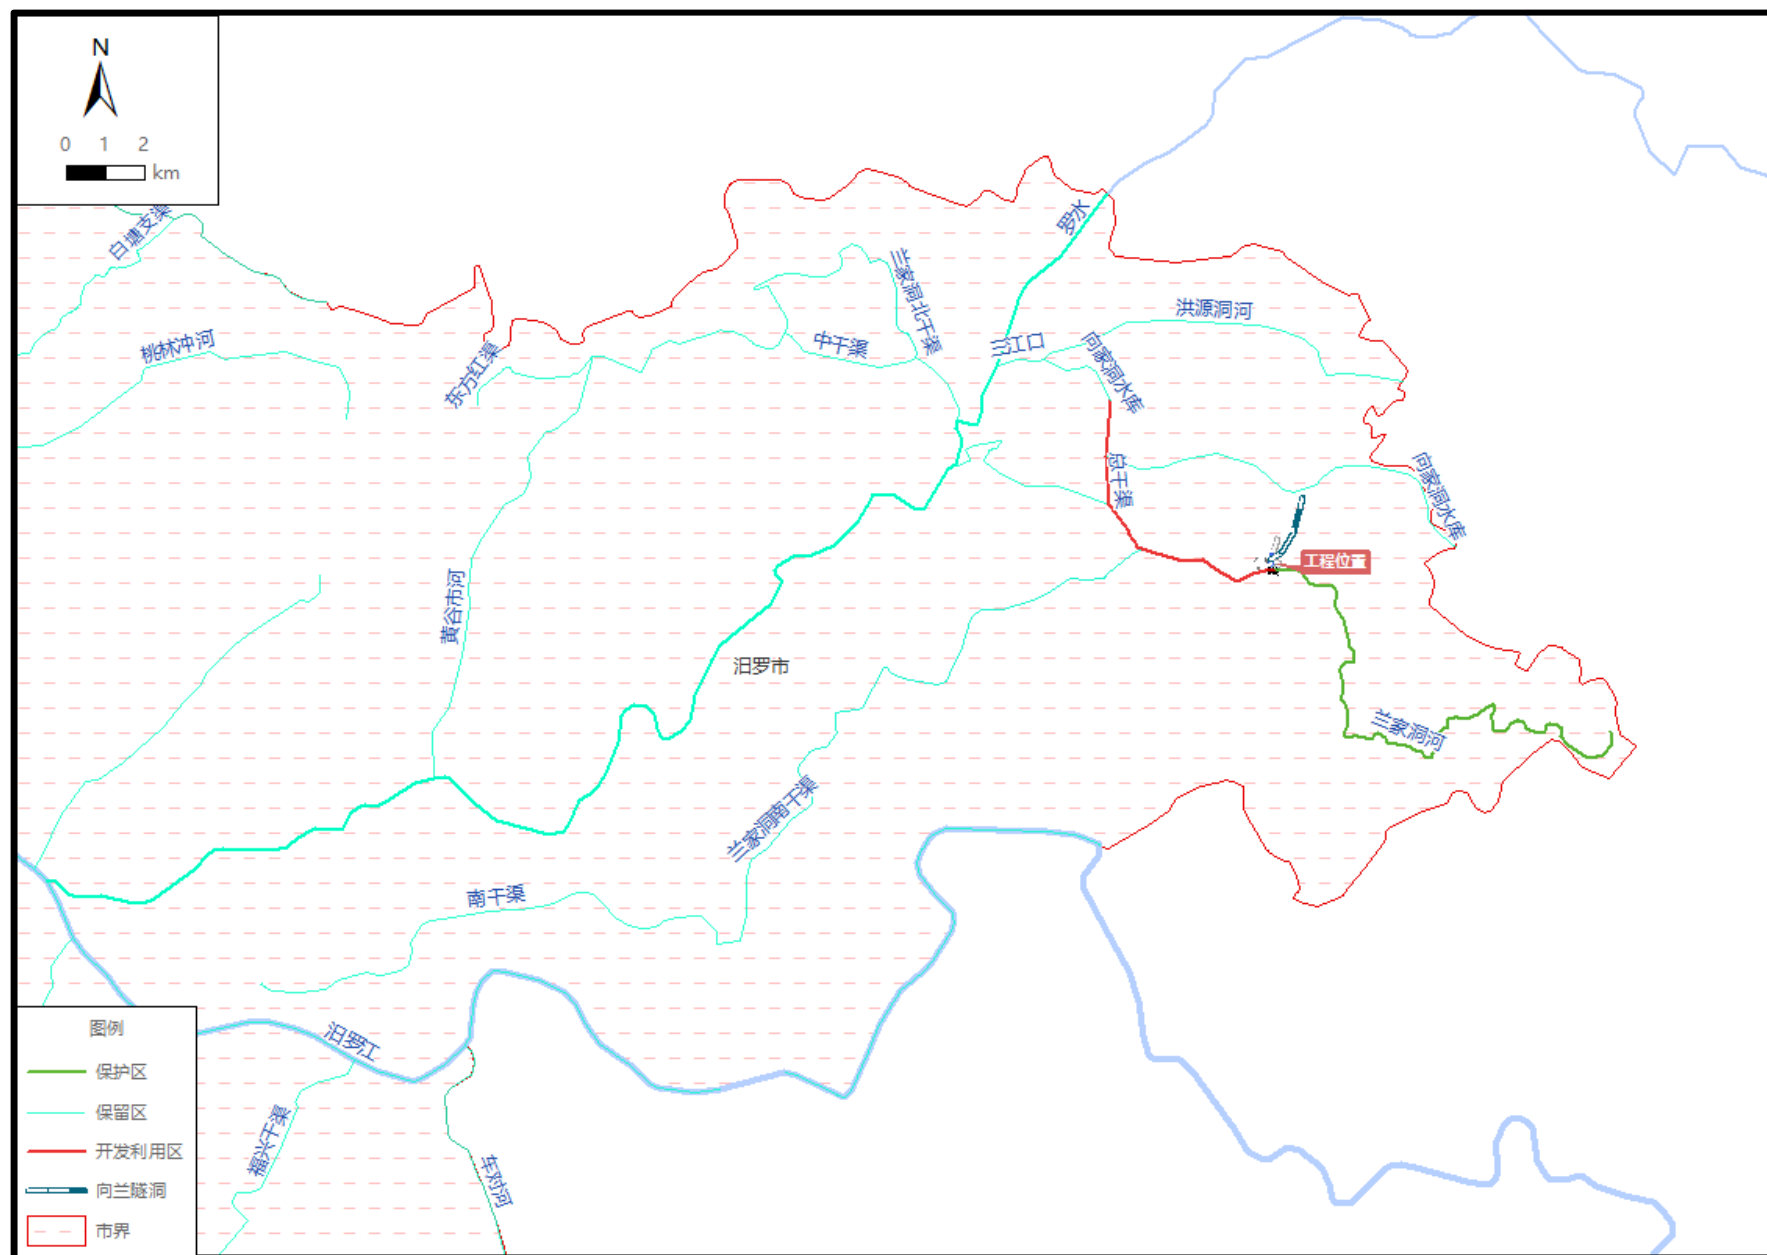 N
0 1 2
km
白塘支渠
桃林冲河
东方红渠
中干渠
兰家洞北干渠
罗水
三江口
洪源洞河
向家洞水库
总干渠
向家洞水库
工程位置
黄谷市河
汨罗市
兰家洞河
兰家洞南干渠
南干渠
汨罗江
福兴干渠
车对河
图例
保护区
保留区
开发利用区
向兰隧洞
市界